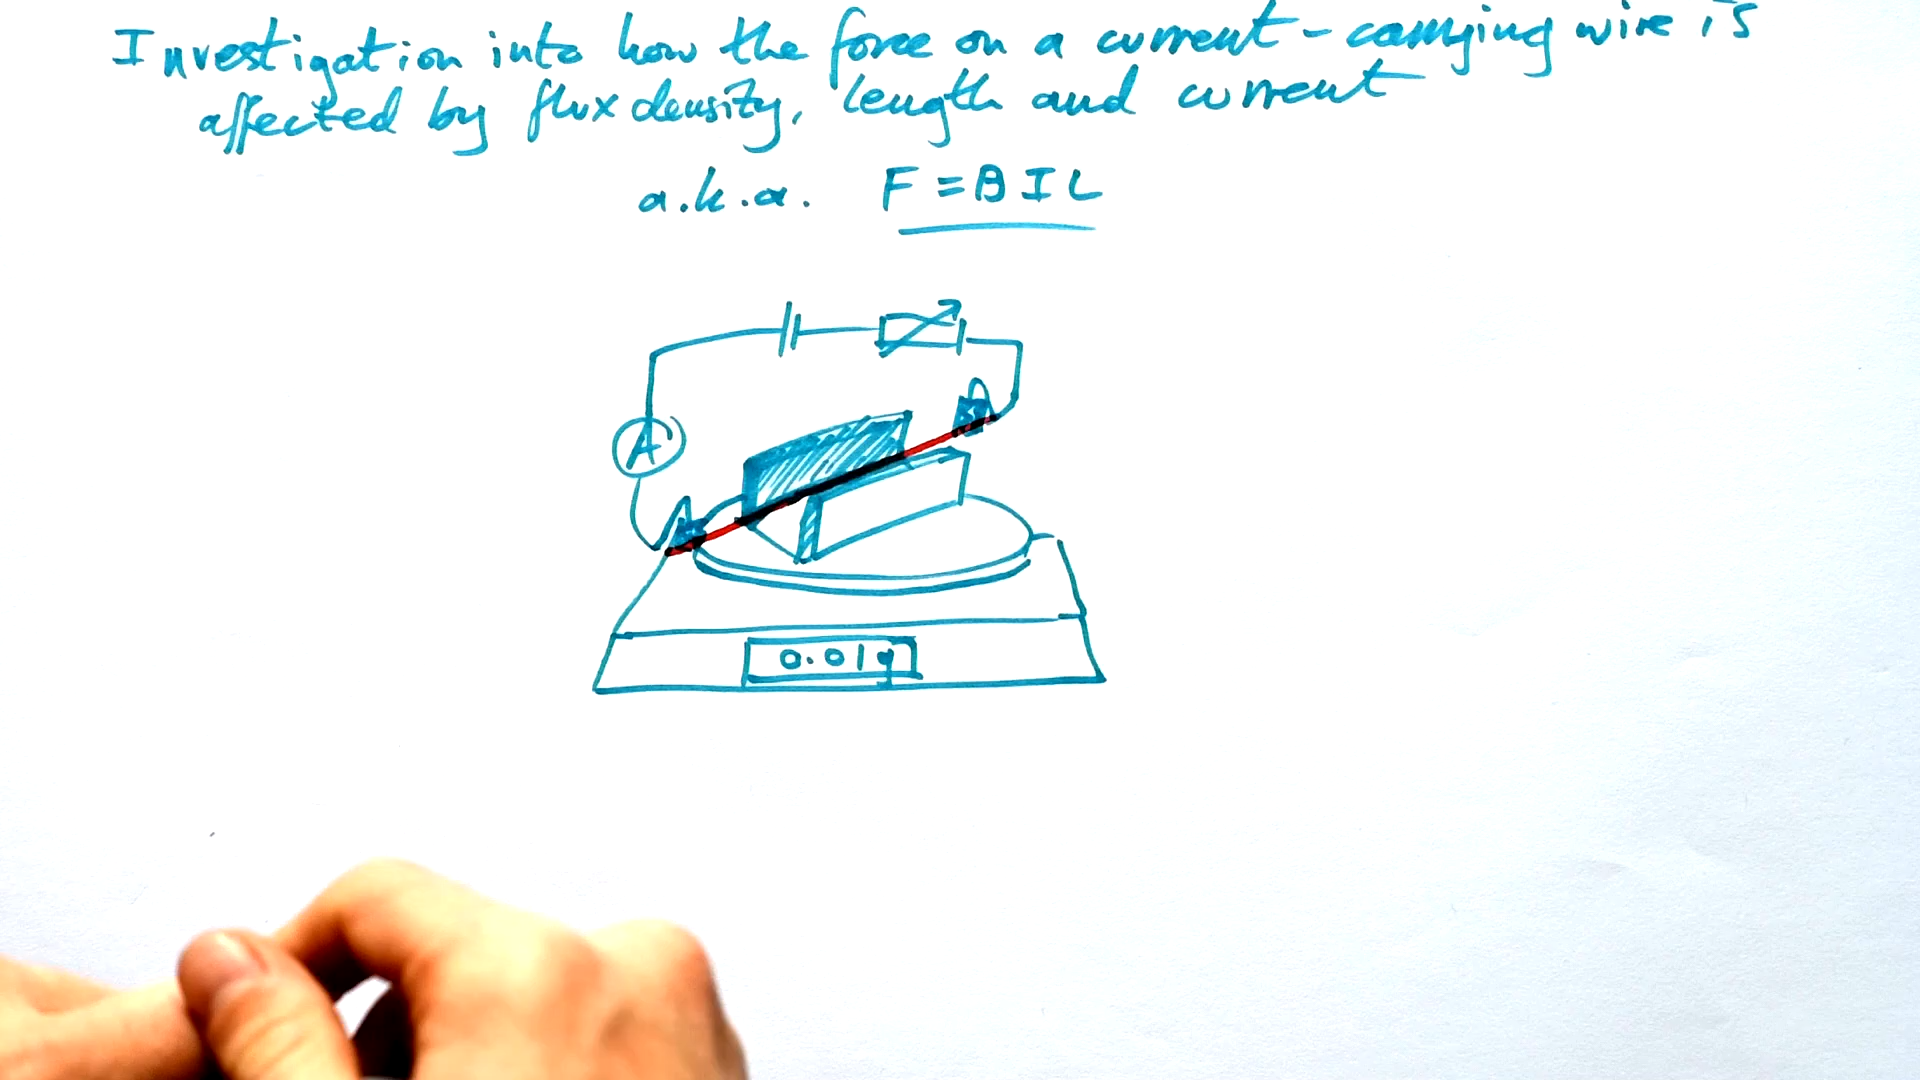 Investigation into how the force on a current-carrying wire is
affected by flux density, length and current
a.k.a. F = BIL
A
0.01g